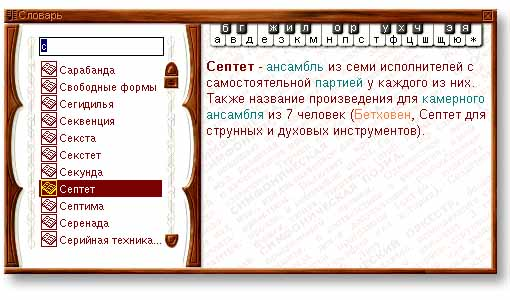 Словарь
с
Сарабанда
Свободные формы
Сегидилья
Секвенция
Секста
Секстет
Секунда
Септет
Септима
Серенада
Серийная техника...
б г ж и л о р у х ч э я
а в д е з й к м н п с т ф ц ш щ ю *
Септет - ансамбль из семи исполнителей с
самостоятельной партией у каждого из них.
Также название произведения для камерного
ансамбля из 7 человек (Бетховен, Септет для
струнных и духовых инструментов).